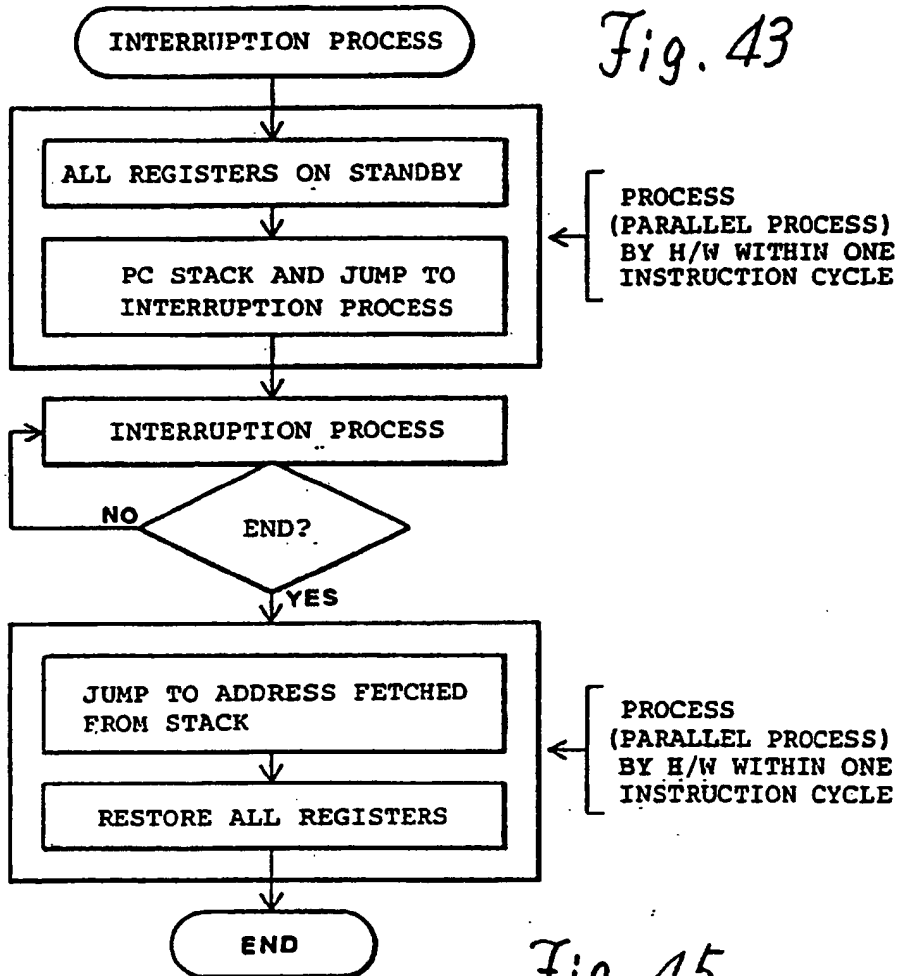 INTERRUPTION PROCESS
Fig. 43
ALL REGISTERS ON STANDBY
PC STACK AND JUMP TO
INTERRUPTION PROCESS
PROCESS
(PARALLEL PROCESS)
BY H/W WITHIN ONE
INSTRUCTION CYCLE
INTERRUPTION PROCESS
NO
END?
YES
JUMP TO ADDRESS FETCHED
FROM STACK
RESTORE ALL REGISTERS
PROCESS
(PARALLEL PROCESS)
BY H/W WITHIN ONE
INSTRUCTION CYCLE
END
Fig. 45